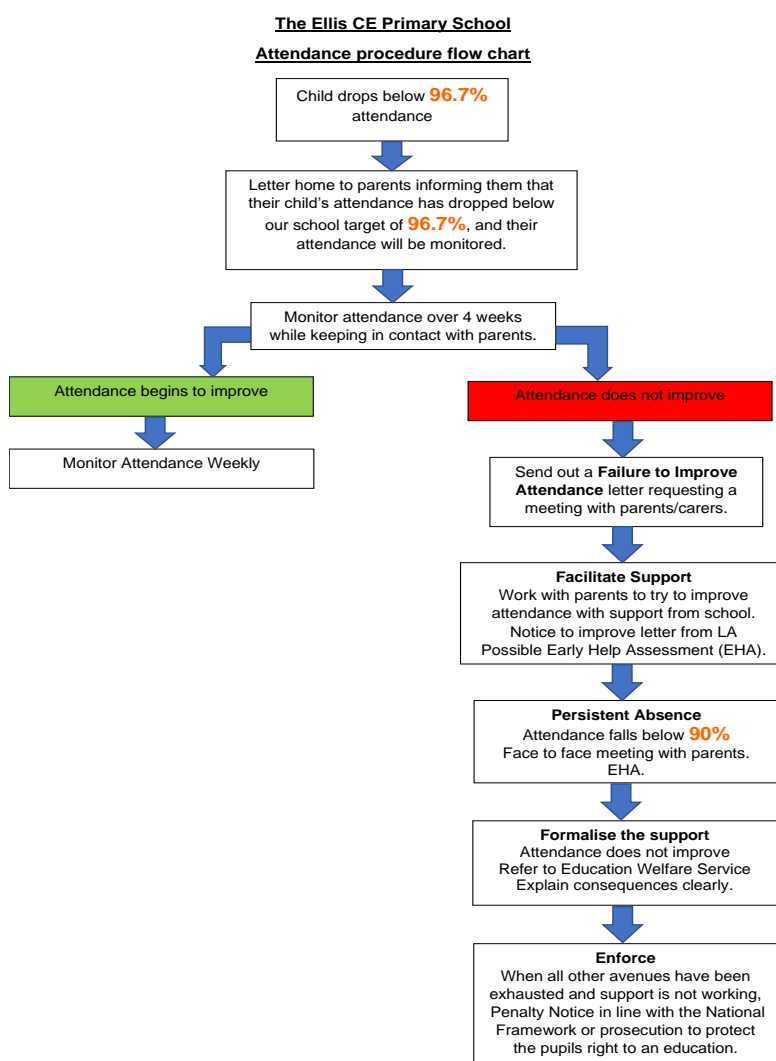 The Ellis CE Primary School
Attendance procedure flow chart
Child drops below 96.7%
attendance
Letter home to parents informing them that
their child's attendance has dropped below
our school target of 96.7%, and their
attendance will be monitored.
Monitor attendance over 4 weeks
while keeping in contact with parents.
Attendance begins to improve
Monitor Attendance Weekly
Attendance does not improve
Send out a Failure to Improve
Attendance letter requesting a
meeting with parents/carers.
Facilitate Support
Work with parents to try to improve
attendance with support from school.
Notice to improve letter from LA
Possible Early Help Assessment (EHA).
Persistent Absence
Attendance falls below 90%
Face to face meeting with parents.
EHA.
Formalise the support
Attendance does not improve
Refer to Education Welfare Service
Explain consequences clearly.
Enforce
When all other avenues have been
exhausted and support is not working,
Penalty Notice in line with the National
Framework or prosecution to protect
the pupils right to an education.